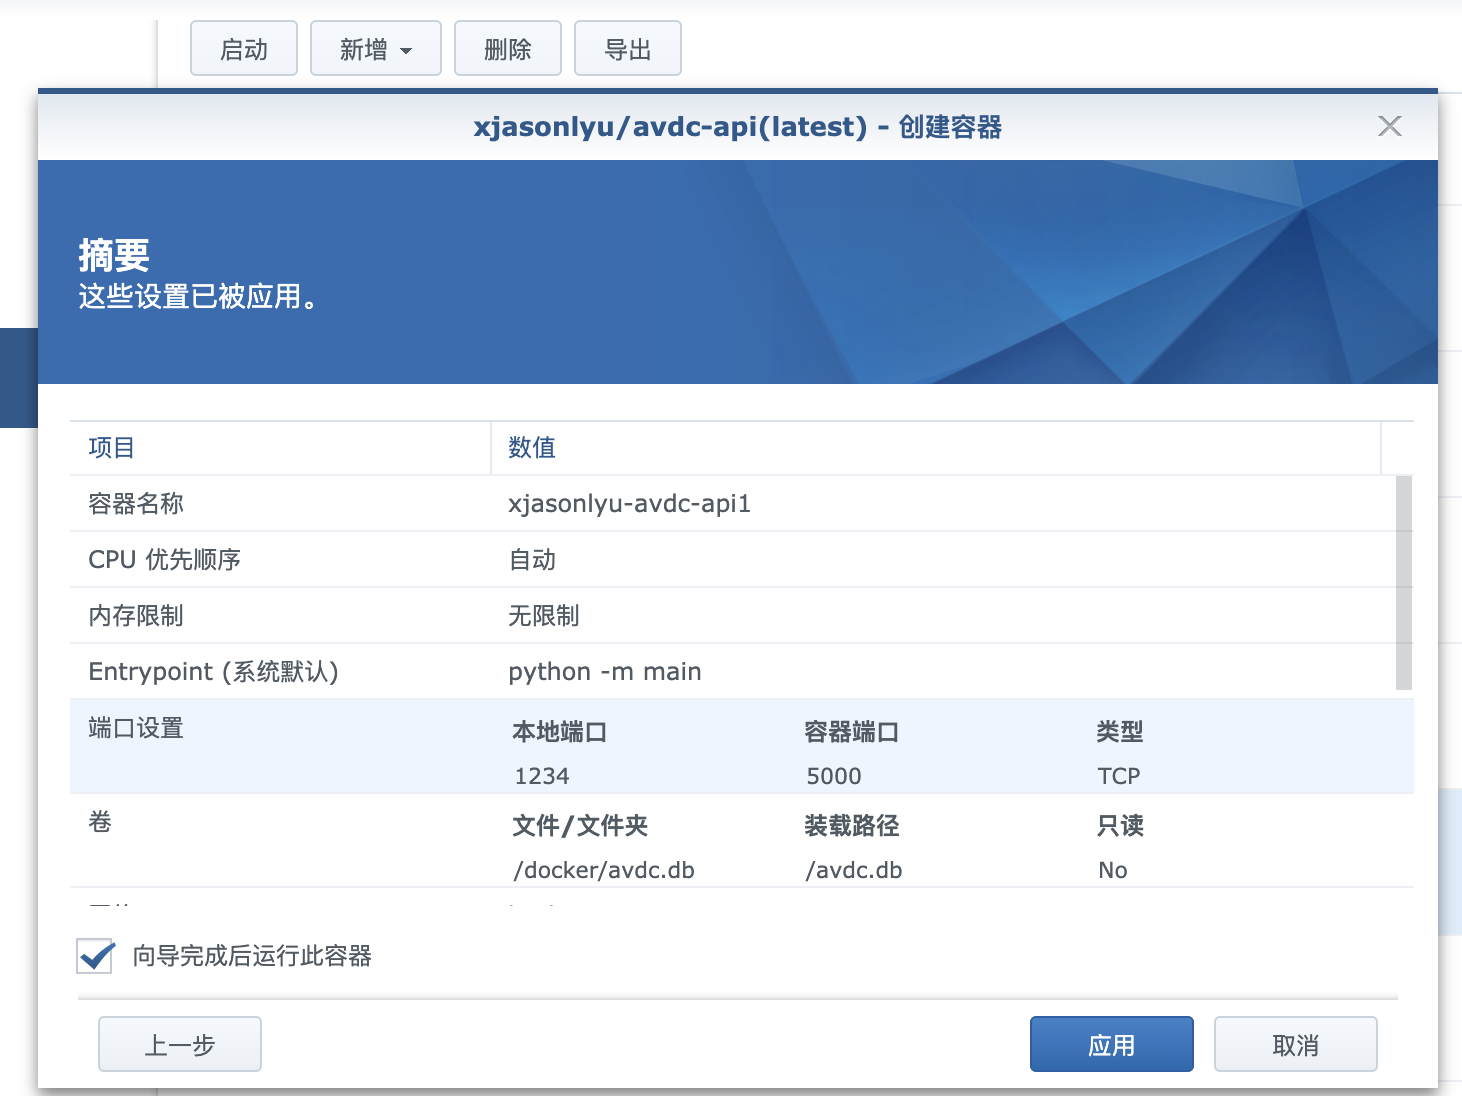 启动 新增 删除 导出
xjasonlyu/avdc-api(latest) - 创建容器
摘要
这些设置已被应用。
项目 数值
容器名称 xjasonlyu-avdc-api1
CPU 优先顺序 自动
内存限制 无限制
Entrypoint (系统默认) python -m main
端口设置 本地端口 容器端口 类型
1234 5000 TCP
卷 文件/文件夹 装载路径 只读
/docker/avdc.db /avdc.db No
向导完成后运行此容器
上一步 应用 取消